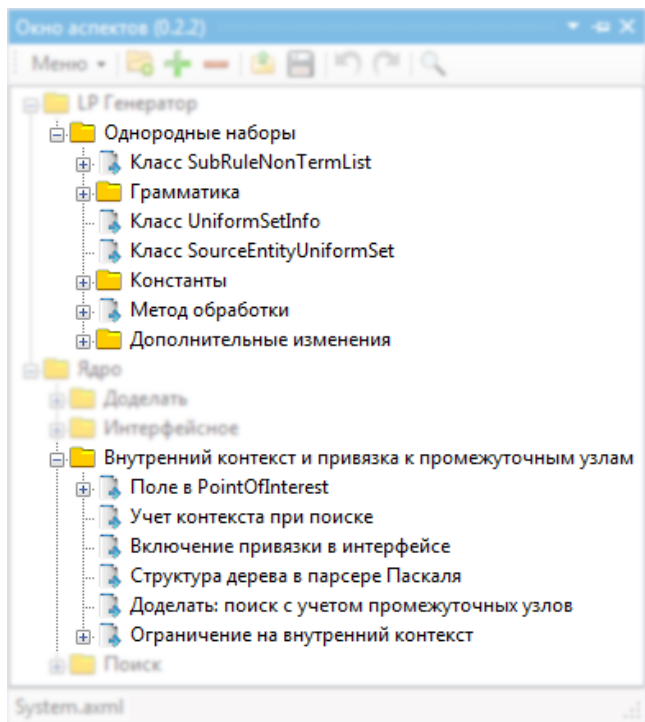 Окно аспектов (0.2.2)
Меню
LP Генератор
Однородные наборы
Класс SubRuleNonTermList
Грамматика
Класс UniformSetInfo
Класс SourceEntityUniformSet
Константы
Метод обработки
Дополнительные изменения
Ядро
Доделать
Интерфейсное
Внутренний контекст и привязка к промежуточным узлам
Поле в PointOfInterest
Учет контекста при поиске
Включение привязки в интерфейсе
Структура дерева в парсере Паскаля
Доделать: поиск с учетом промежуточных узлов
Ограничение на внутренний контекст
Поиск
System.axml